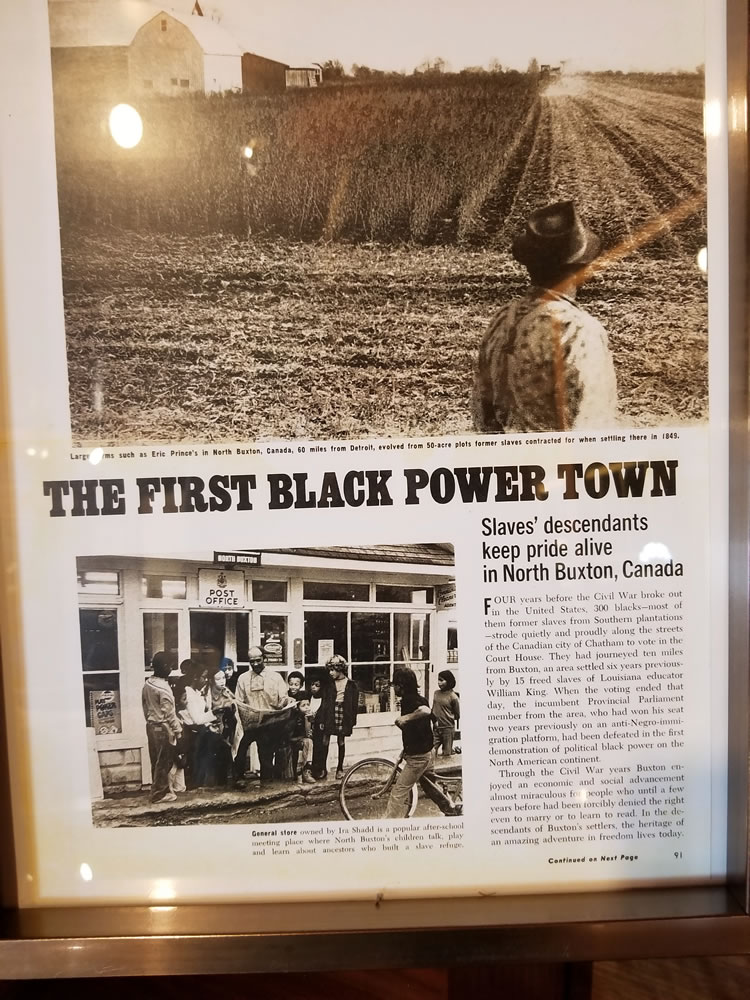 Large farms such as Eric Prince's in North Buxton, Canada, 60 miles from Detroit, evolved from 50-acre plots former slaves contracted for when settling there in 1849.
THE FIRST BLACK POWER TOWN
Slaves' descendants
keep pride alive
in North Buxton, Canada
NORTH BUXTON
POST
OFFICE
FOUR years before the Civil War broke out
in the United States, 300 blacks—most of
them former slaves from Southern plantations
—strode quietly and proudly along the streets
of the Canadian city of Chatham to vote in the
Court House. They had journeyed ten miles
from Buxton, an area settled six years previous-
ly by 15 freed slaves of Louisiana educator
William King. When the voting ended that
day, the incumbent Provincial Parliament
member from the area, who had won his seat
two years previously on an anti-Negro-immi-
gration platform, had been defeated in the first
demonstration of political black power on the
North American continent.
Through the Civil War years Buxton en-
joyed an economic and social advancement
almost miraculous for people who until a few
years before had been forcibly denied the right
even to marry or to learn to read. In the de-
scendants of Buxton's settlers, the heritage of
an amazing adventure in freedom lives today.
General store owned by Ira Shadd is a popular after-school
meeting place where North Buxton's children talk, play
and learn about ancestors who built a slave refuge.
Continued on Next Page
91